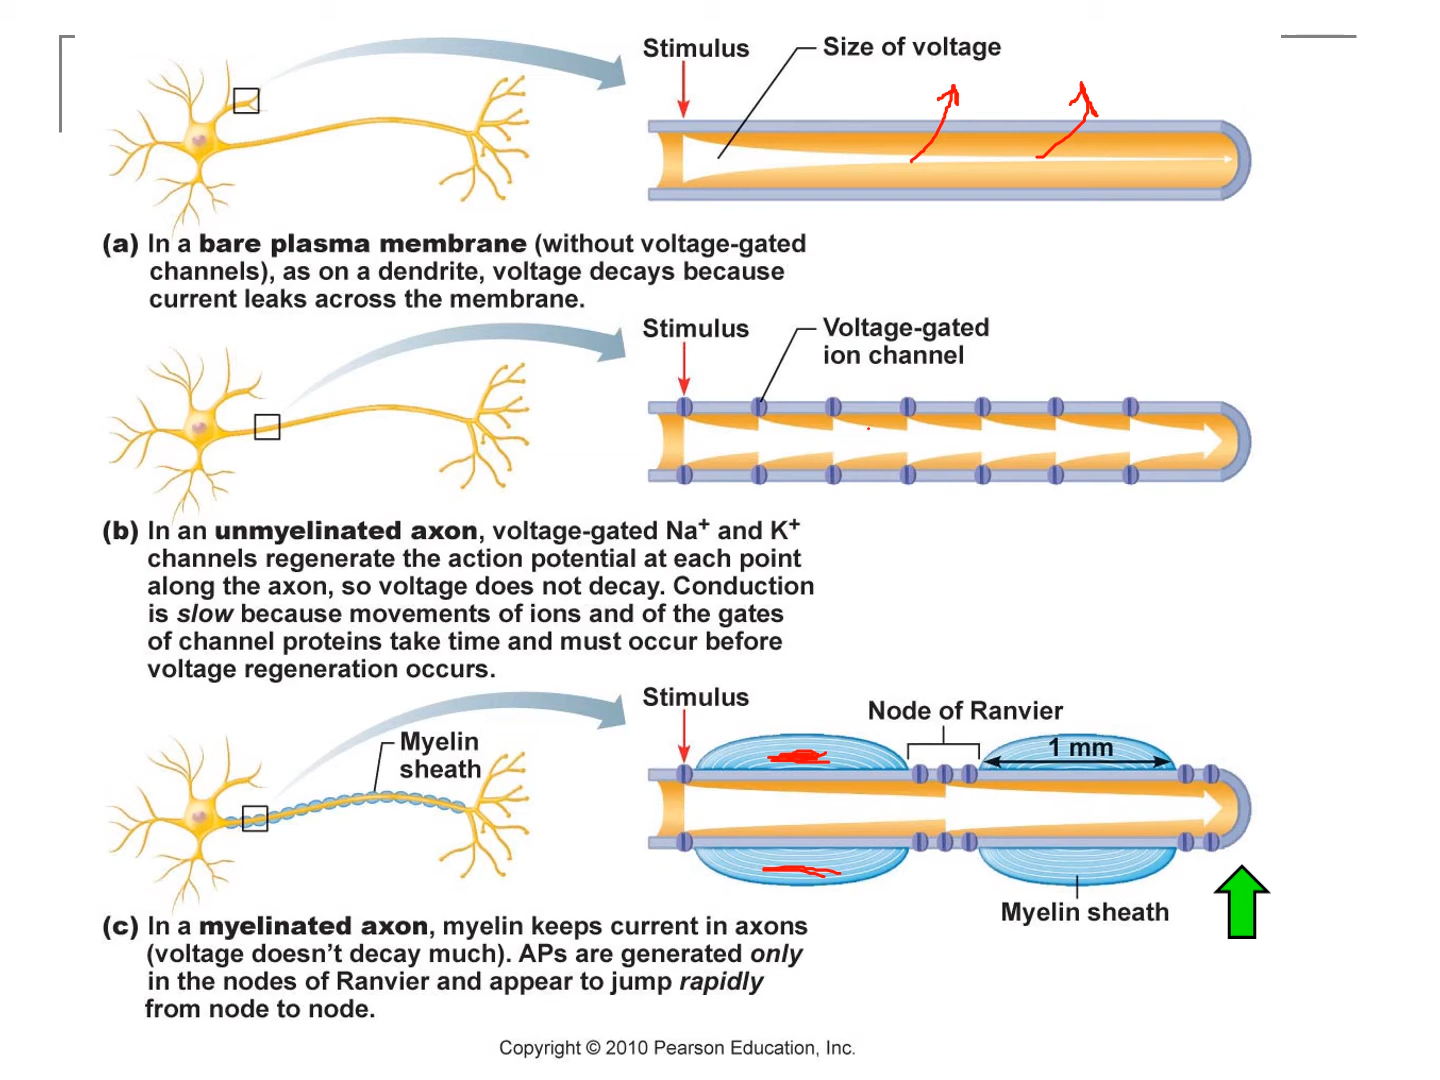 Stimulus
Size of voltage
(a) In a bare plasma membrane (without voltage-gated
channels), as on a dendrite, voltage decays because
current leaks across the membrane.
Stimulus
Voltage-gated
ion channel
(b) In an unmyelinated axon, voltage-gated Na+ and K+
channels regenerate the action potential at each point
along the axon, so voltage does not decay. Conduction
is slow because movements of ions and of the gates
of channel proteins take time and must occur before
voltage regeneration occurs.
Stimulus
Node of Ranvier
Myelin
sheath
1 mm
Myelin sheath
(c) In a myelinated axon, myelin keeps current in axons
(voltage doesn’t decay much). APs are generated only
in the nodes of Ranvier and appear to jump rapidly
from node to node.
Copyright © 2010 Pearson Education, Inc.